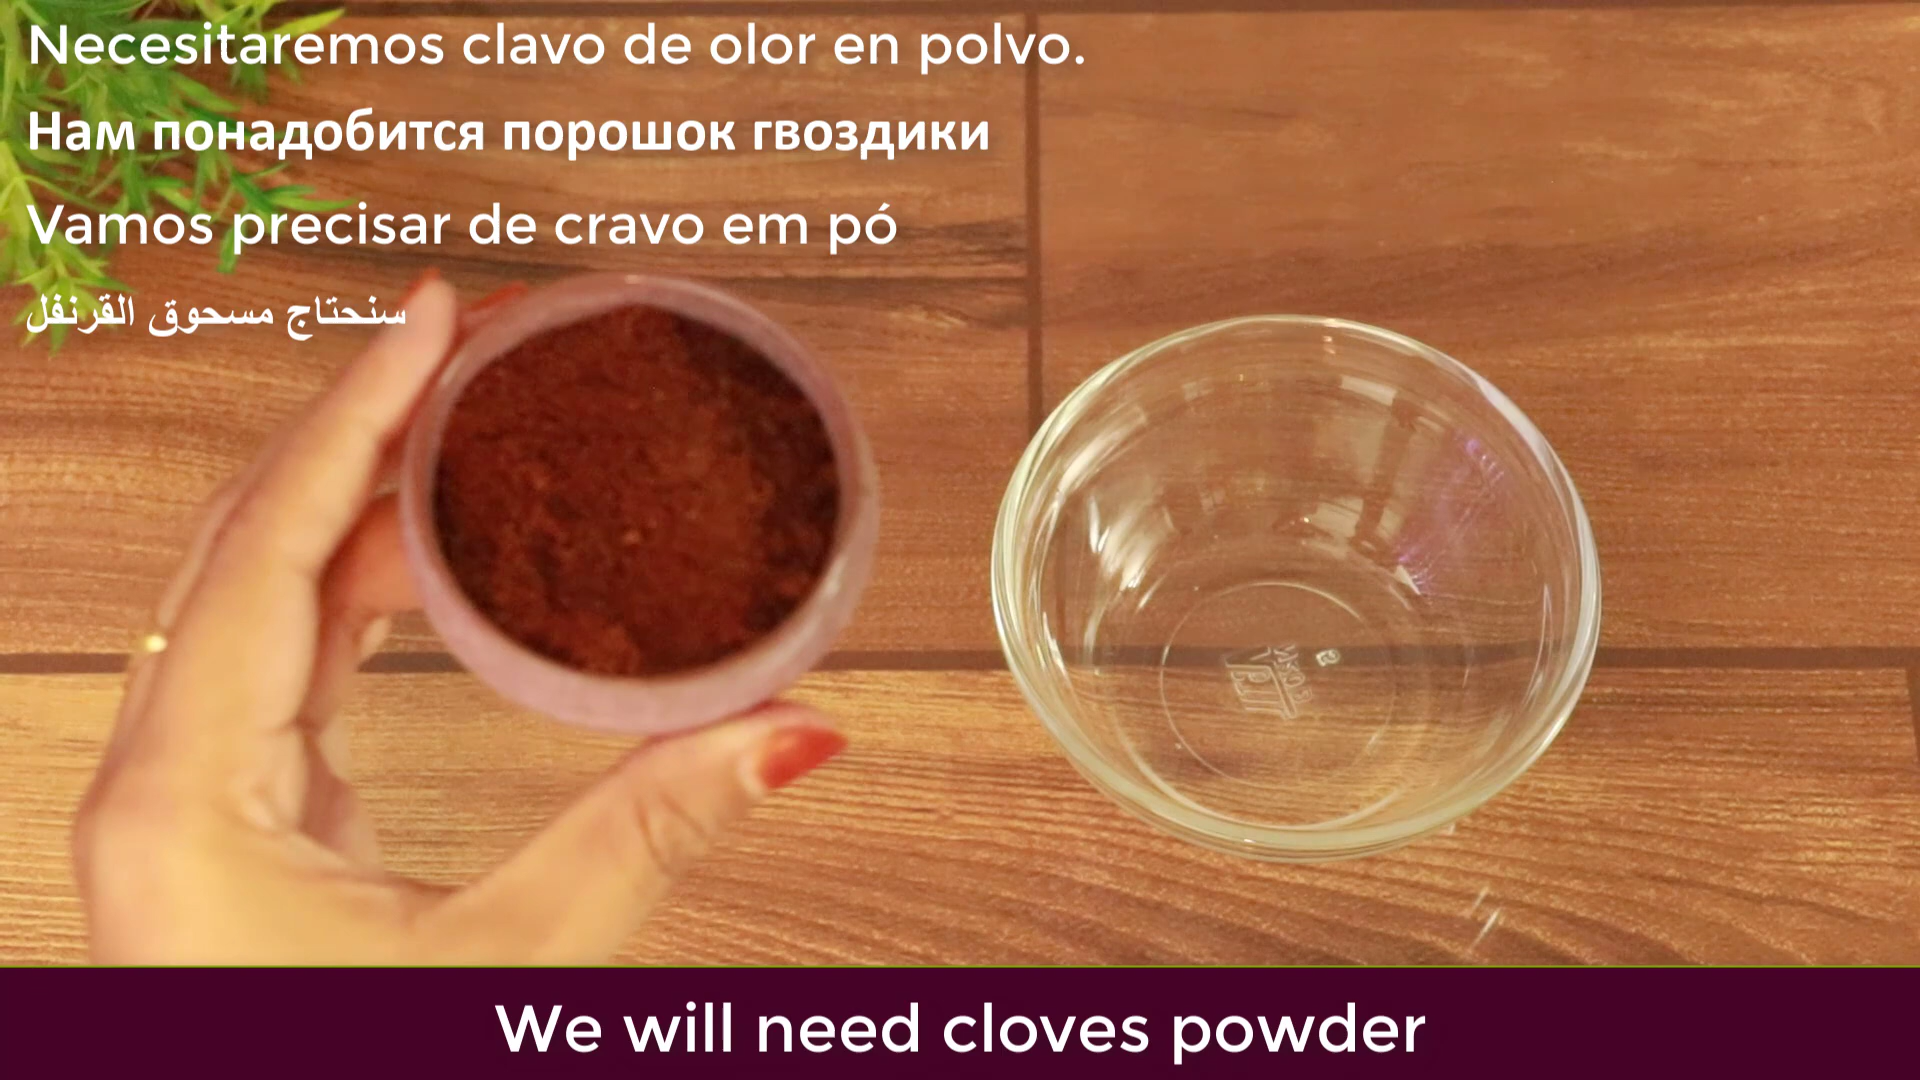 Necesitaremos clavo de olor en polvo.
Нам понадобится порошок гвоздики
Vamos precisar de cravo em pó
سنحتاج مسحوق القرنفل
We will need cloves powder